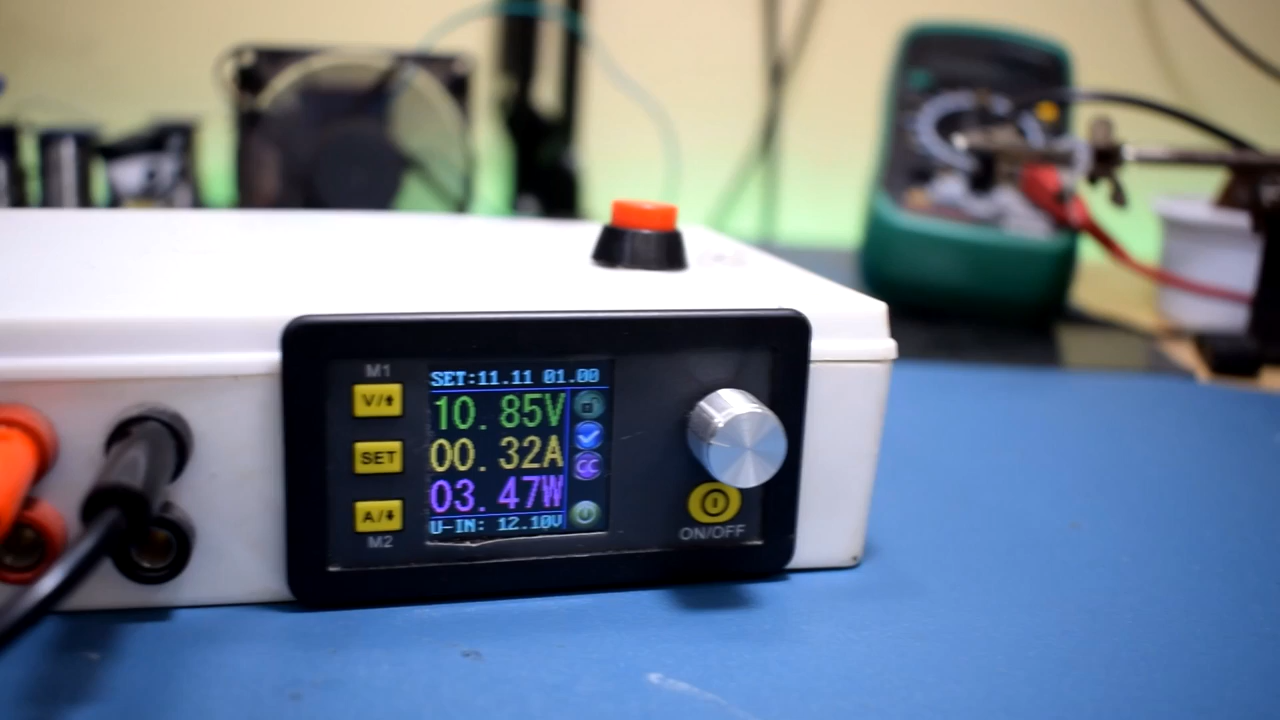 M1
V/⬆
SET
A/⬇
M2
SET:11.11 01.00
10.85V
00.32A
03.47W
U-IN: 12.10V
CC
ON/OFF